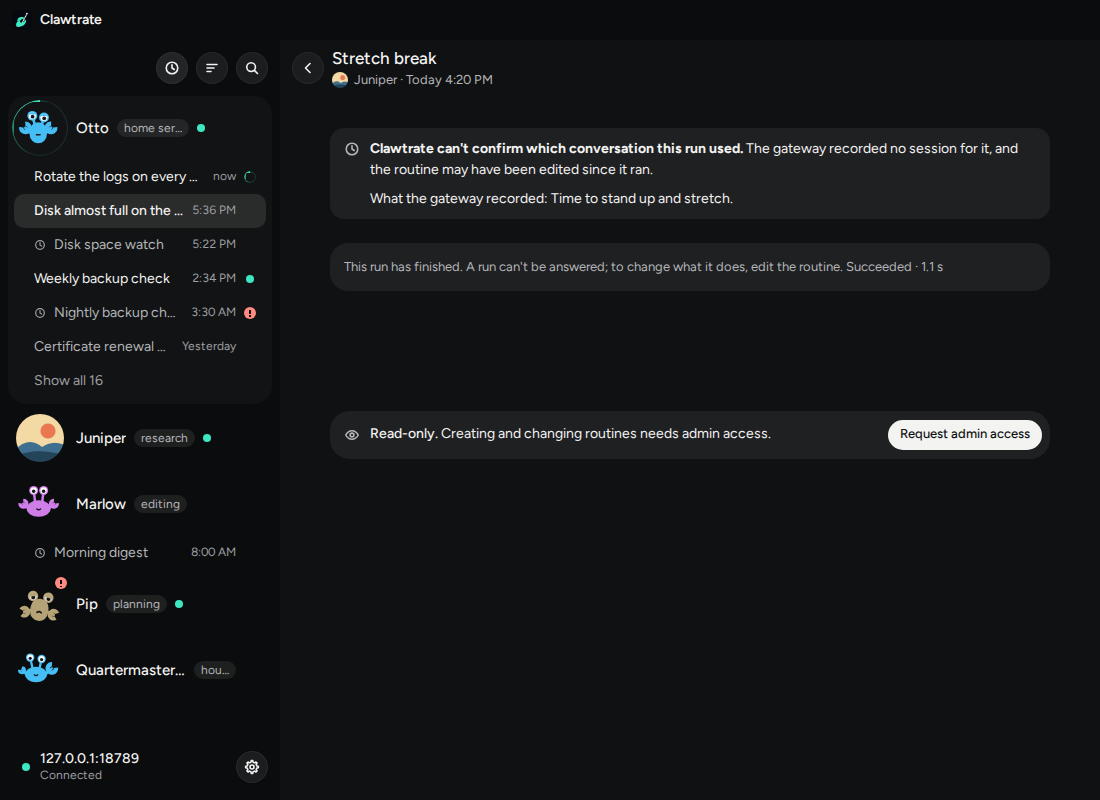 Clawtrate
Otto
home ser...
Rotate the logs on every ...
now
Disk almost full on the ...
5:36 PM
Disk space watch
5:22 PM
Weekly backup check
2:34 PM
Nightly backup ch...
3:30 AM
Certificate renewal ...
Yesterday
Show all 16
Juniper
research
Marlow
editing
Morning digest
8:00 AM
Pip
planning
Quartermaster...
hou...
127.0.0.1:18789
Connected
Stretch break
Juniper · Today 4:20 PM
Clawtrate can't confirm which conversation this run used. The gateway recorded no session for it, and
the routine may have been edited since it ran.
What the gateway recorded: Time to stand up and stretch.
This run has finished. A run can't be answered; to change what it does, edit the routine. Succeeded · 1.1 s
Read-only. Creating and changing routines needs admin access.
Request admin access